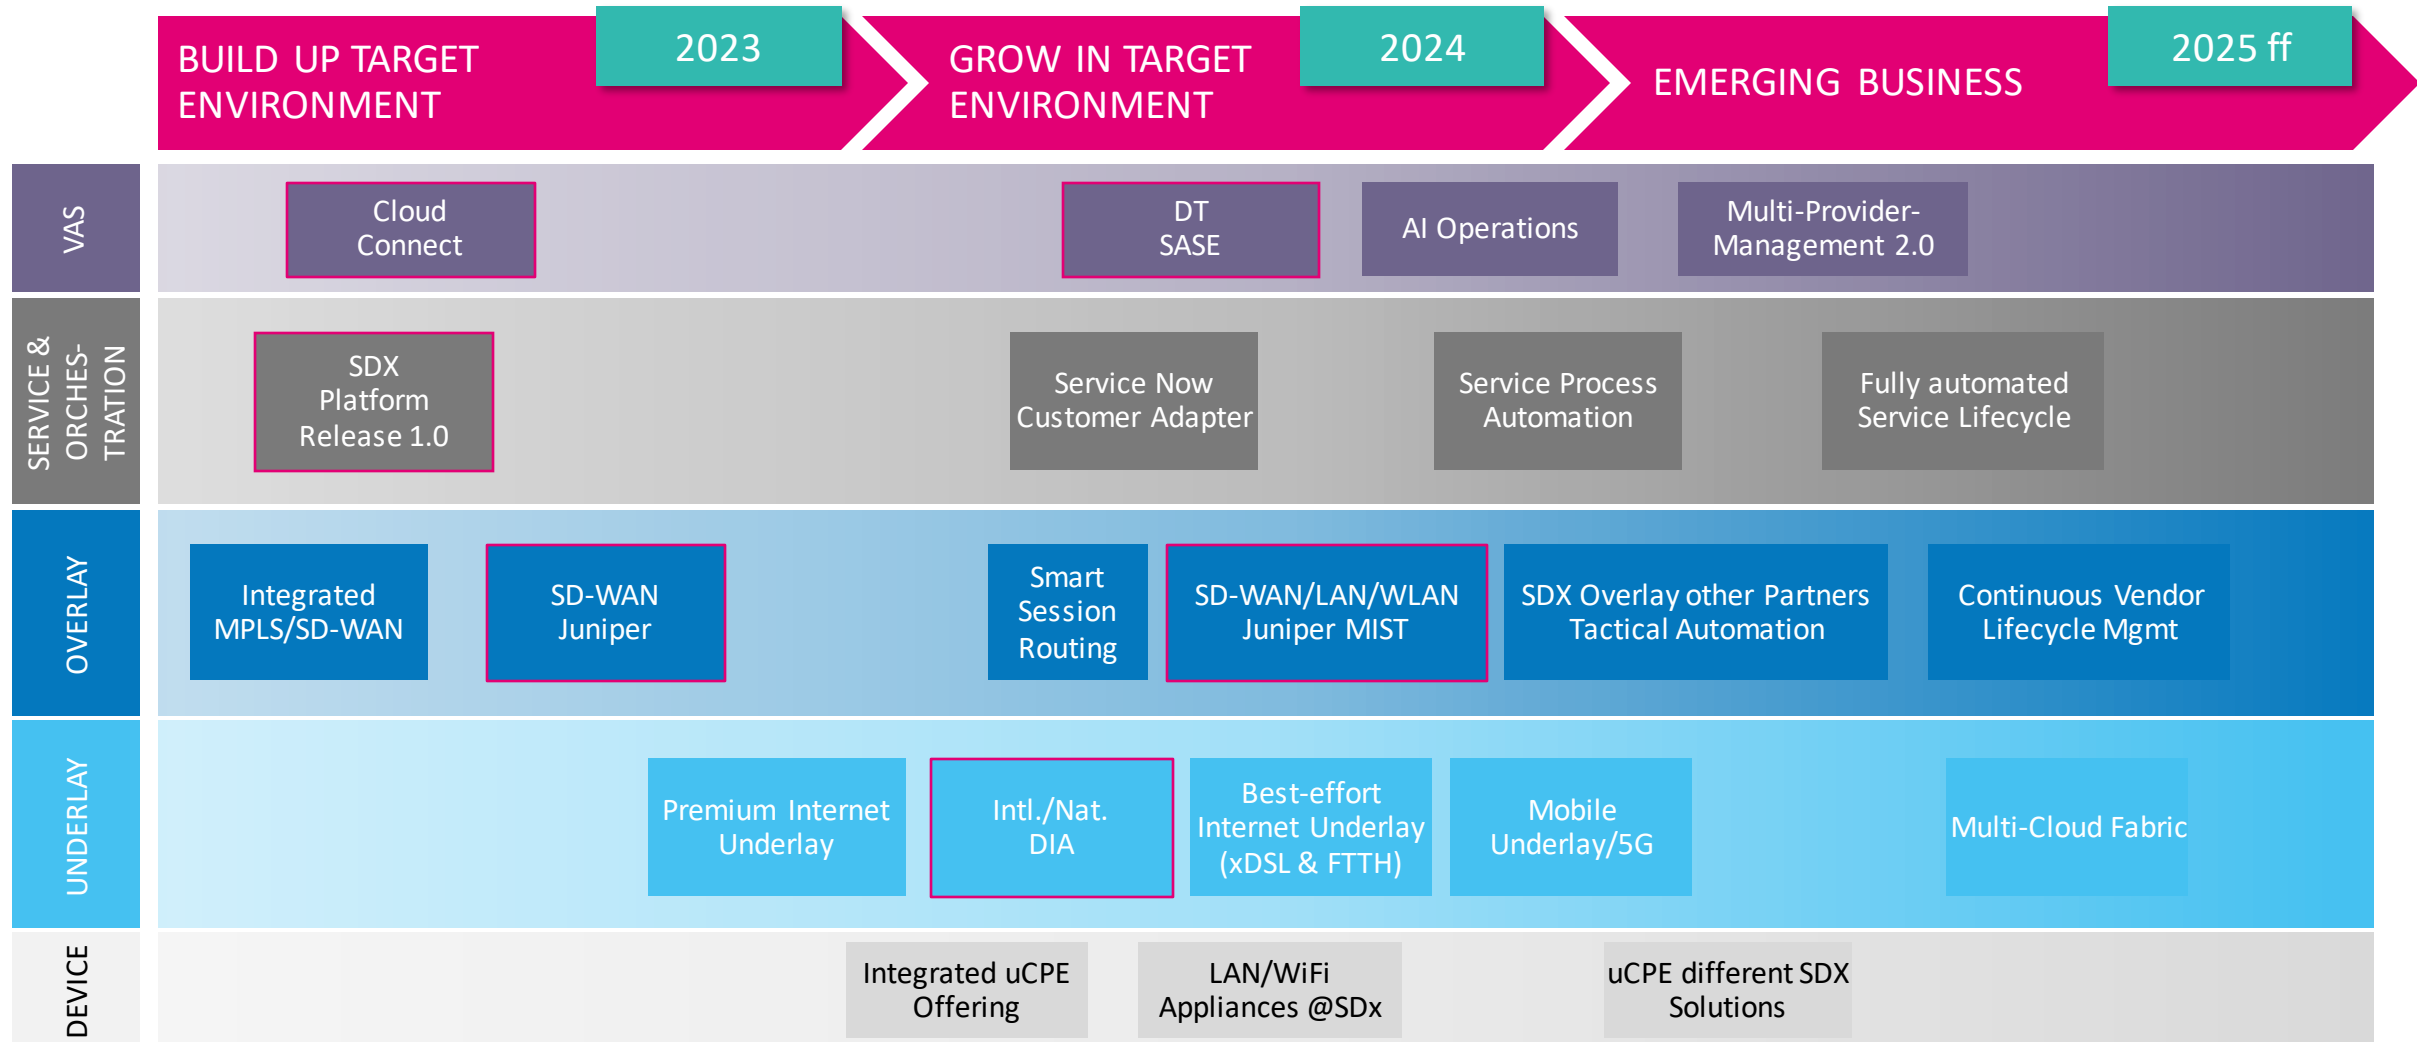 BUILD UP TARGET
ENVIRONMENT
2023
GROW IN TARGET
ENVIRONMENT
2024
EMERGING BUSINESS
2025 ff
VAS
Cloud
Connect
DT
SASE
AI Operations
Multi-Provider-
Management 2.0
SERVICE &
ORCHES-
TRATION
SDX
Platform
Release 1.0
Service Now
Customer Adapter
Service Process
Automation
Fully automated
Service Lifecycle
OVERLAY
Integrated
MPLS/SD-WAN
SD-WAN
Juniper
Smart
Session
Routing
SD-WAN/LAN/WLAN
Juniper MIST
SDX Overlay other Partners
Tactical Automation
Continuous Vendor
Lifecycle Mgmt
UNDERLAY
Premium Internet
Underlay
Intl./Nat.
DIA
Best-effort
Internet Underlay
(xDSL & FTTH)
Mobile
Underlay/5G
Multi-Cloud Fabric
DEVICE
Integrated uCPE
Offering
LAN/WiFi
Appliances @SDx
uCPE different SDX
Solutions